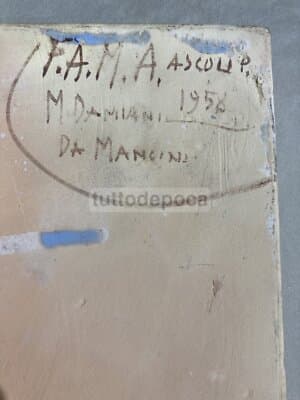 F.A.M.A. ASCOLI P.
M DAMIANI 1956
DA MANCINI
tuttodepoca